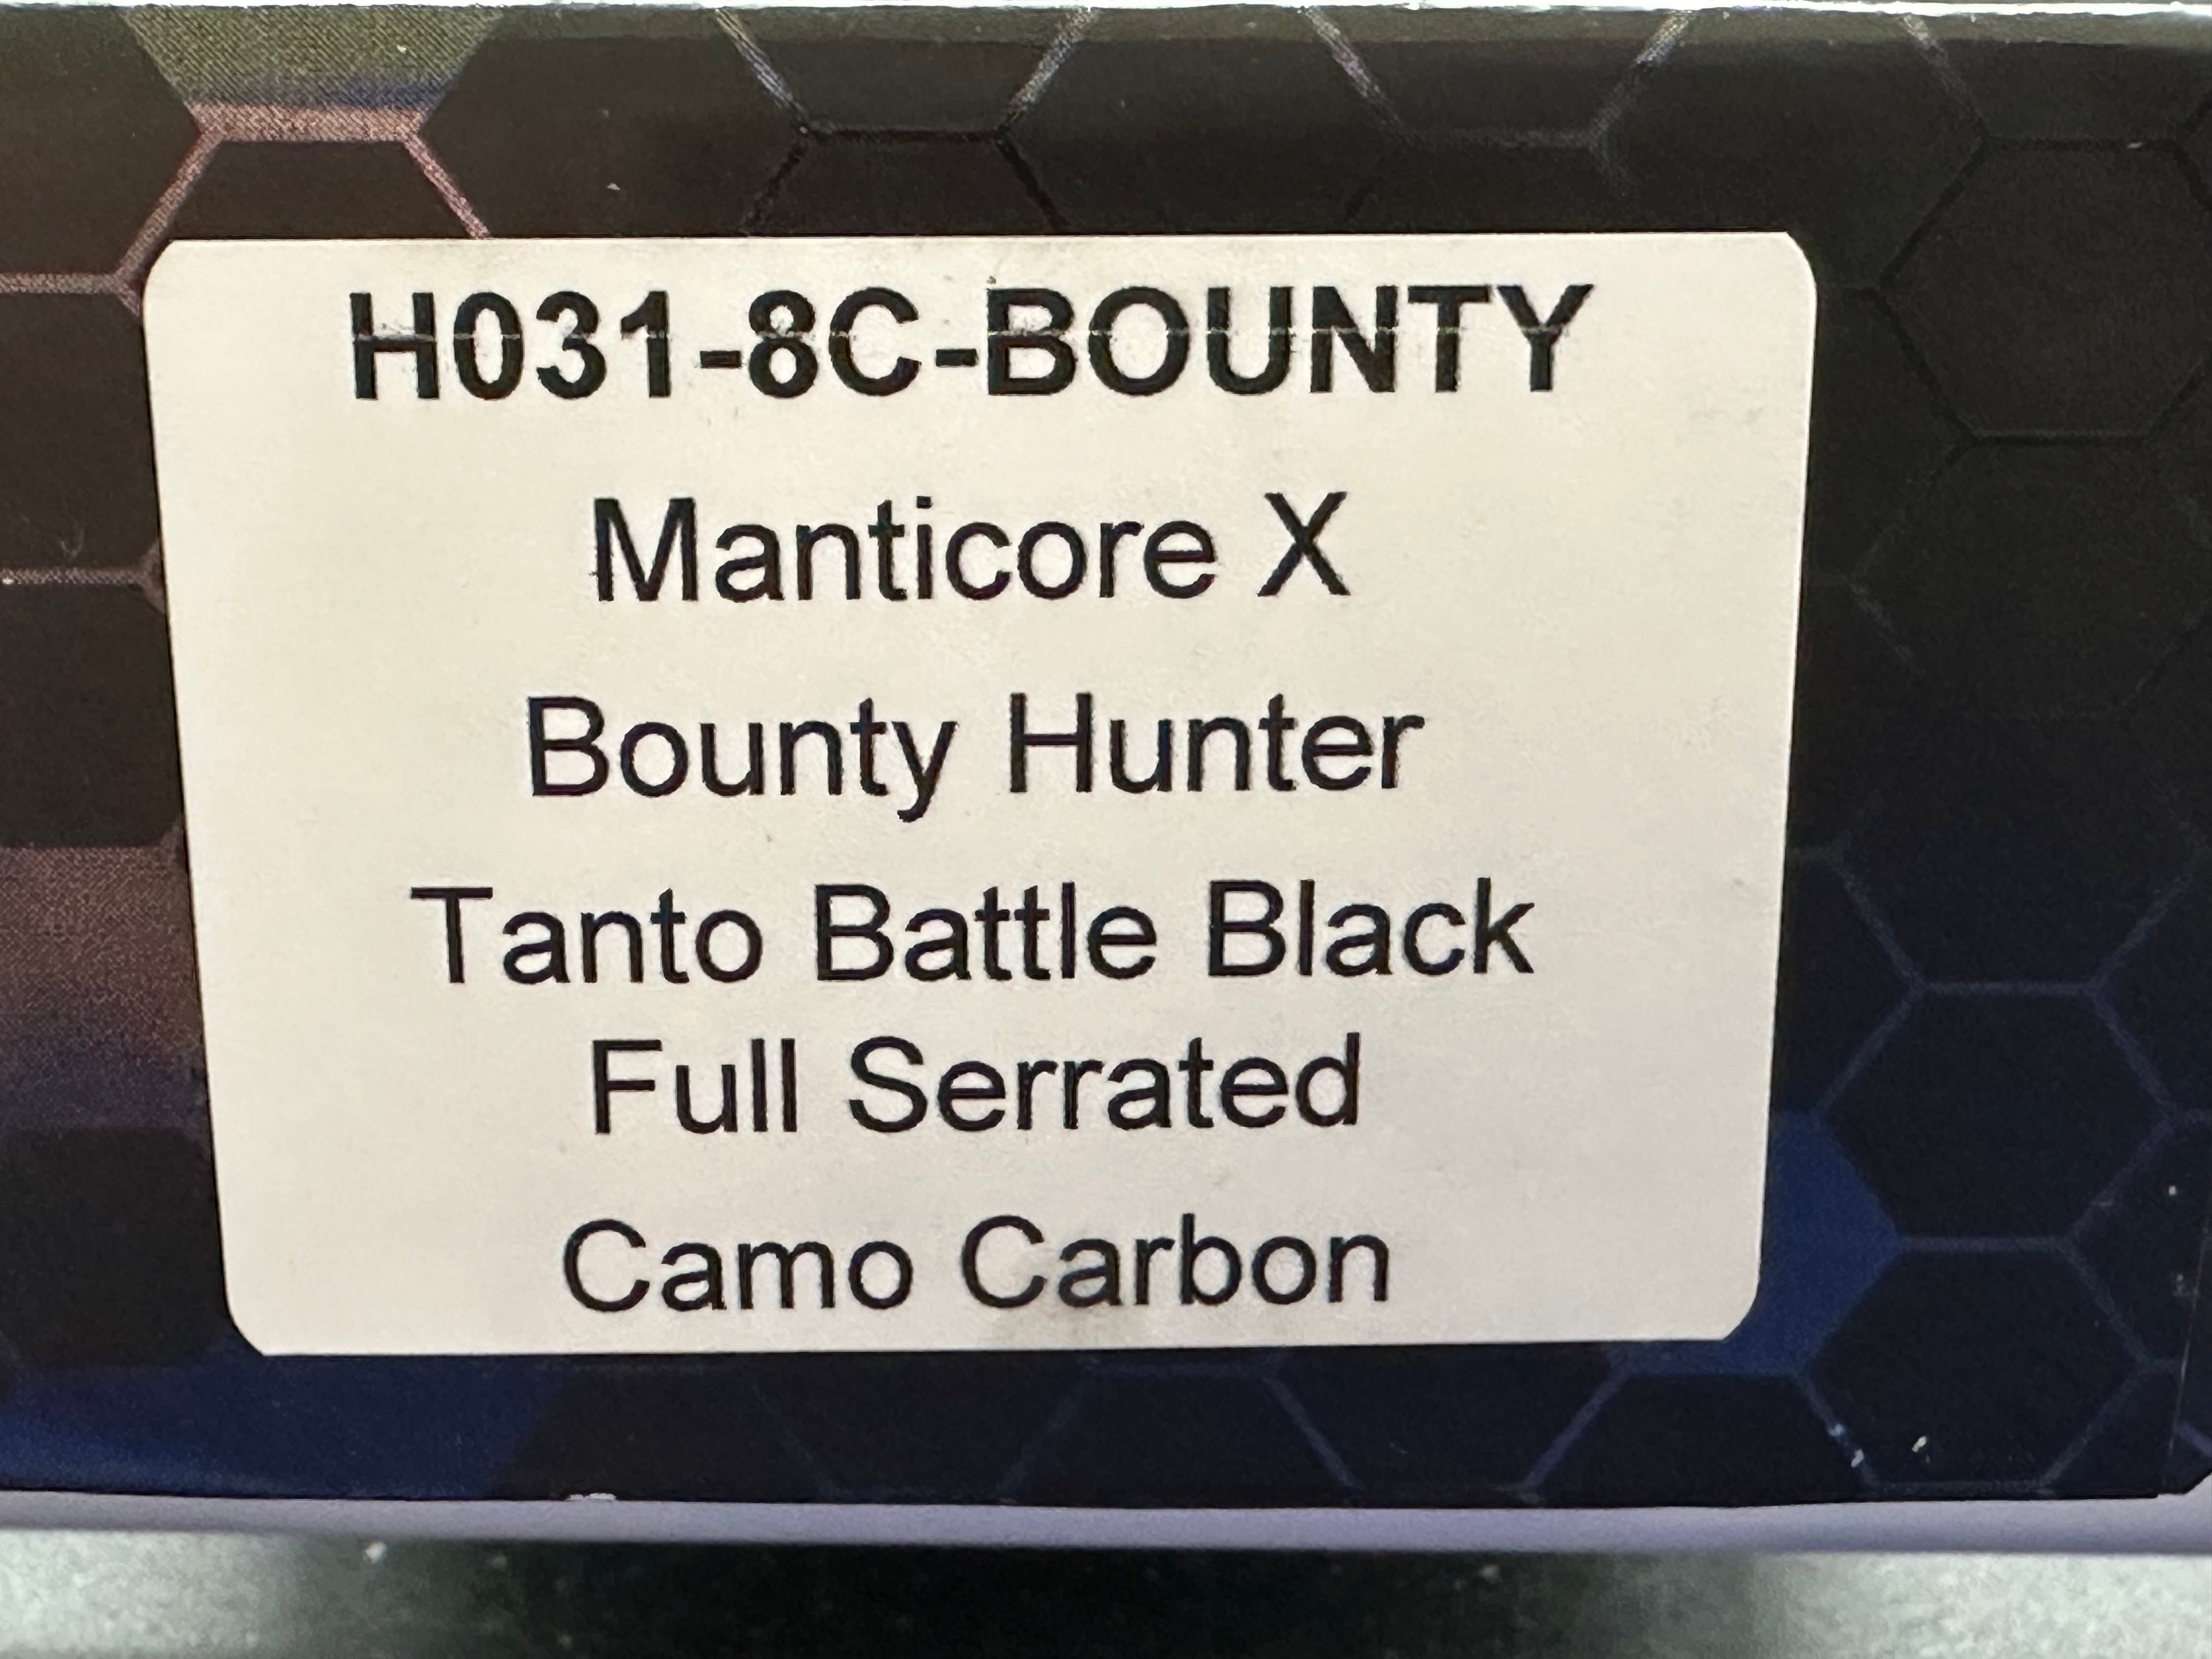 H031-8C-BOUNTY
Manticore X
Bounty Hunter
Tanto Battle Black
Full Serrated
Camo Carbon